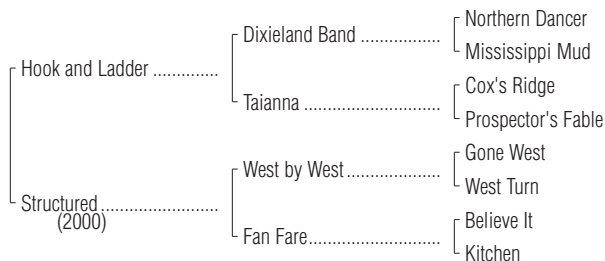 Northern Dancer
Dixieland Band ..................
Mississippi Mud
Hook and Ladder ..............
Cox's Ridge
Taianna ..............................
Prospector's Fable
Gone West
West by West.....................
West Turn
Structured.........................
(2000)
Believe It
Fan Fare.............................
Kitchen